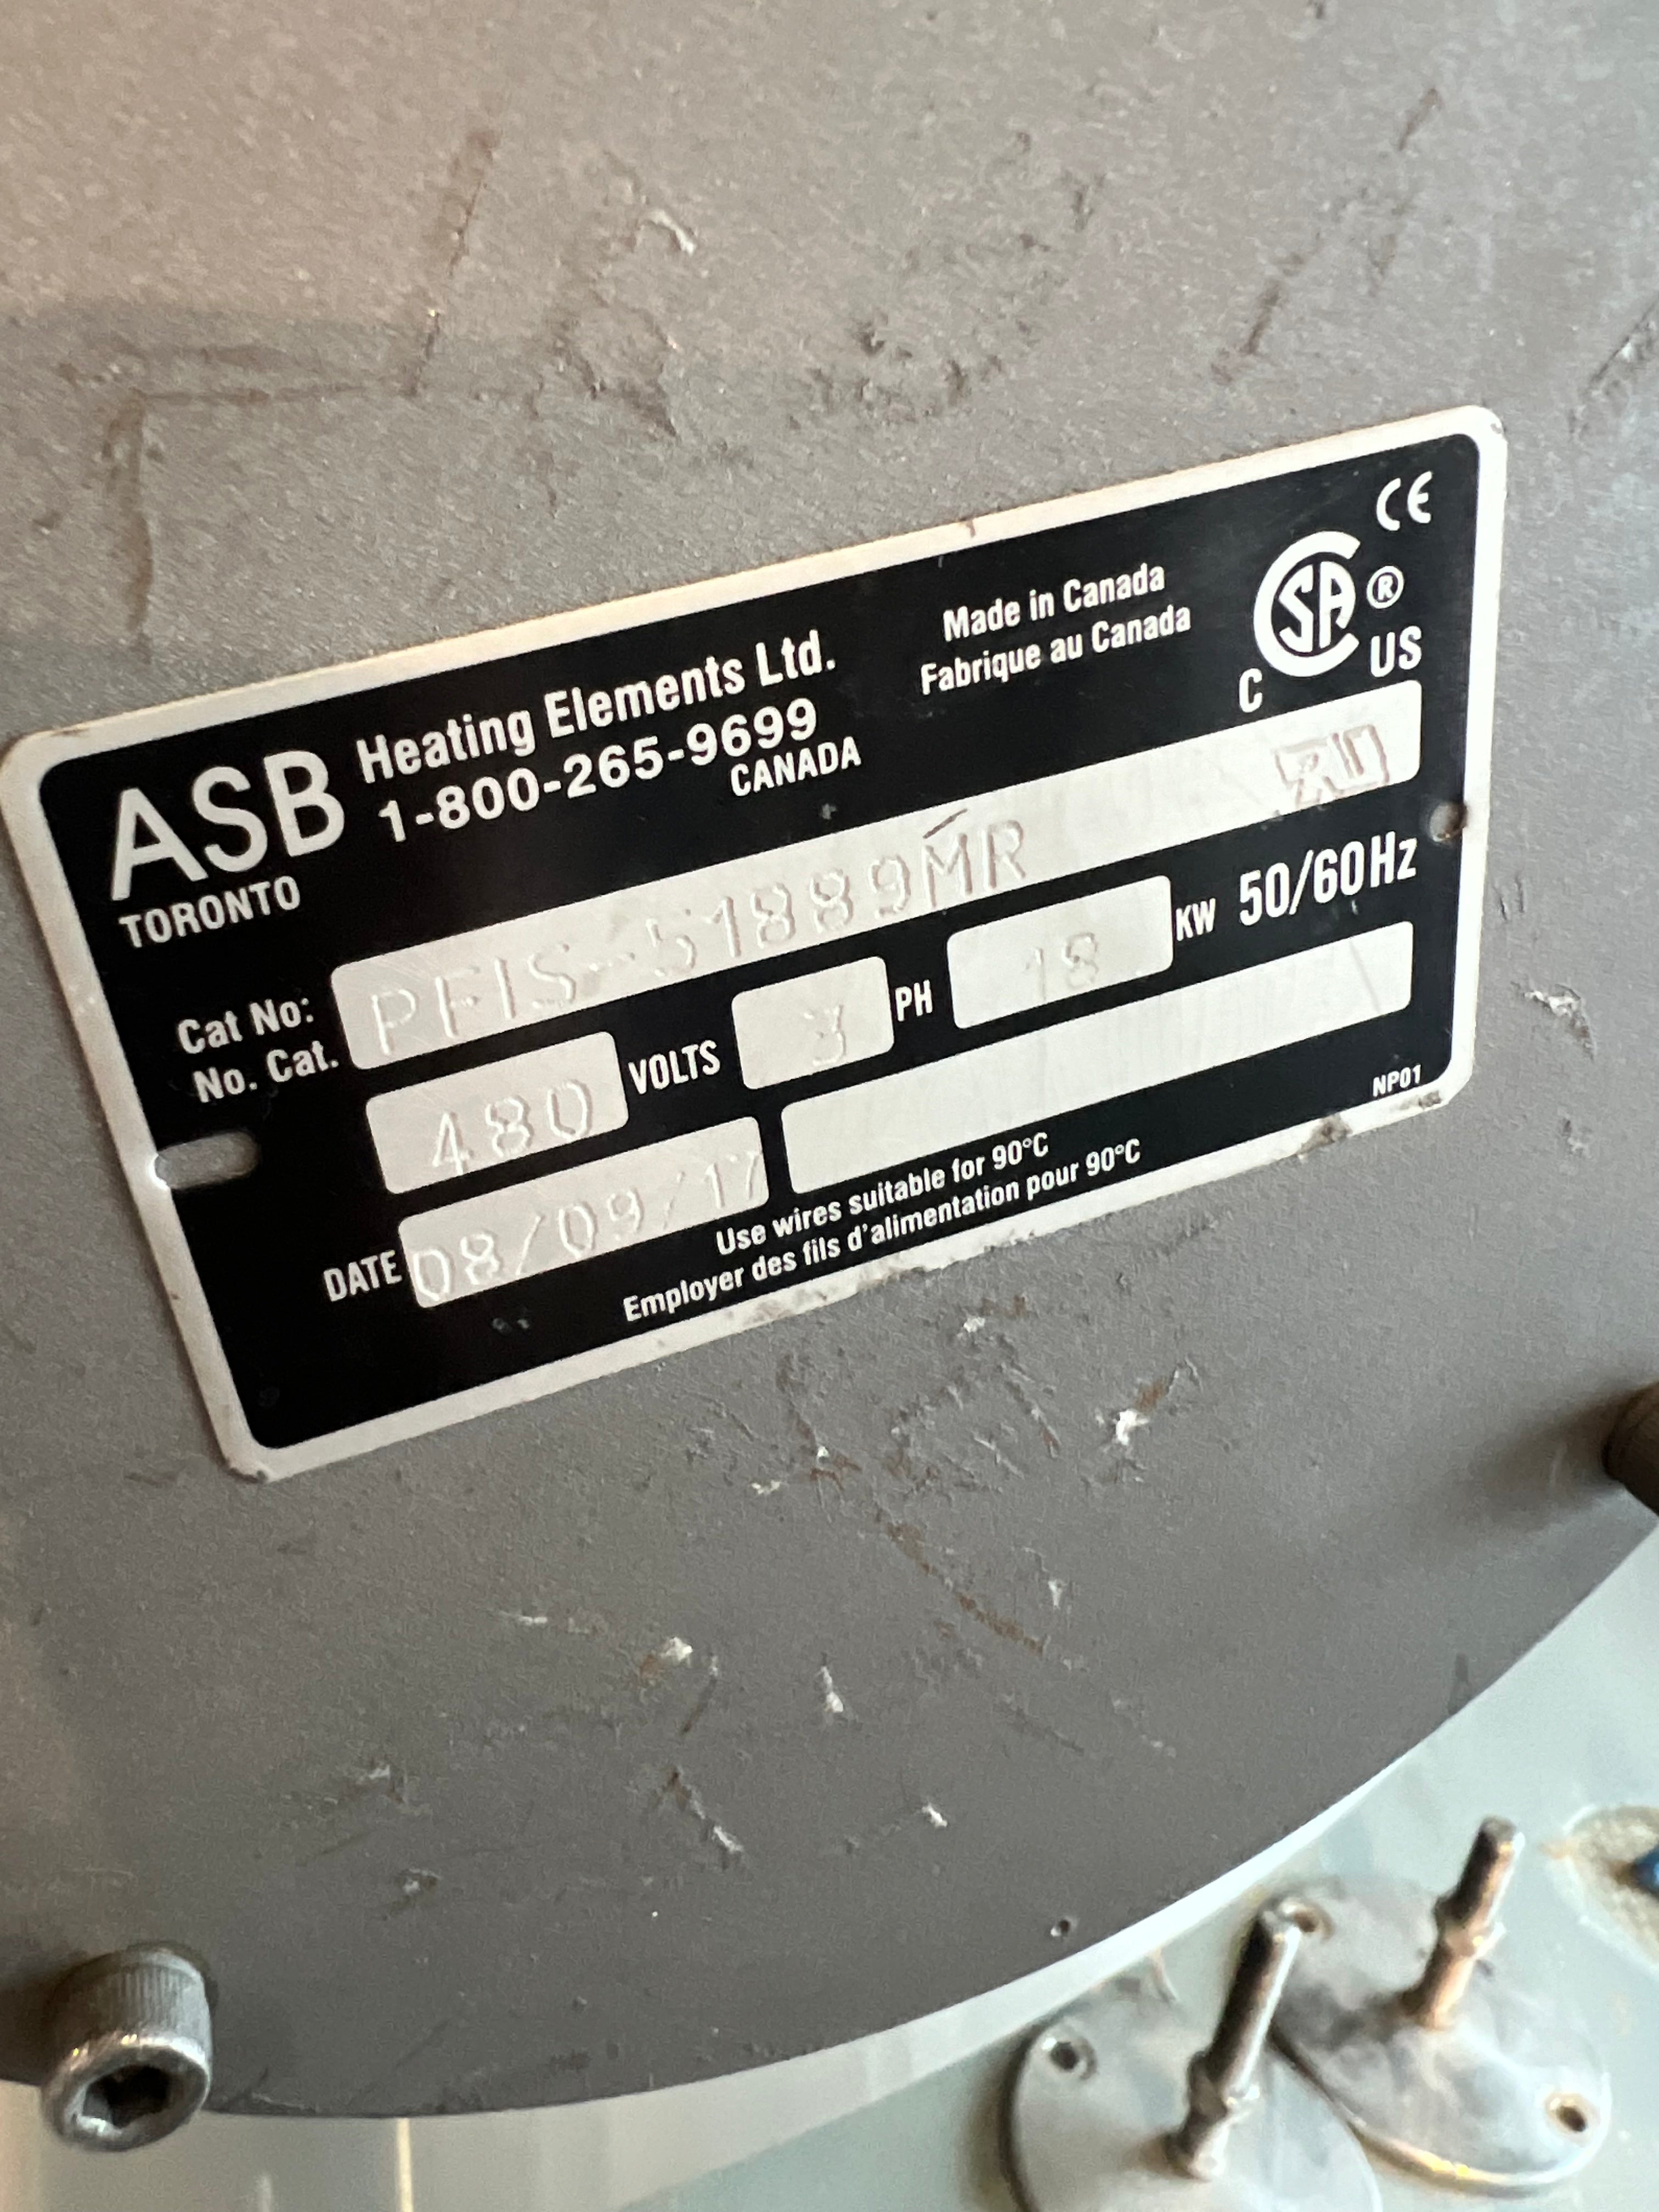 ASB Heating Elements Ltd.
1-800-265-9699
TORONTO
CANADA
Made in Canada
Fabrique au Canada
CE
CSA ®
C US
Cat No:
No. Cat. PFIS-51889MR
480 VOLTS 3 PH 18 KW 50/60Hz
DATE 08/09/17
NP01
Use wires suitable for 90°C
Employer des fils d'alimentation pour 90°C